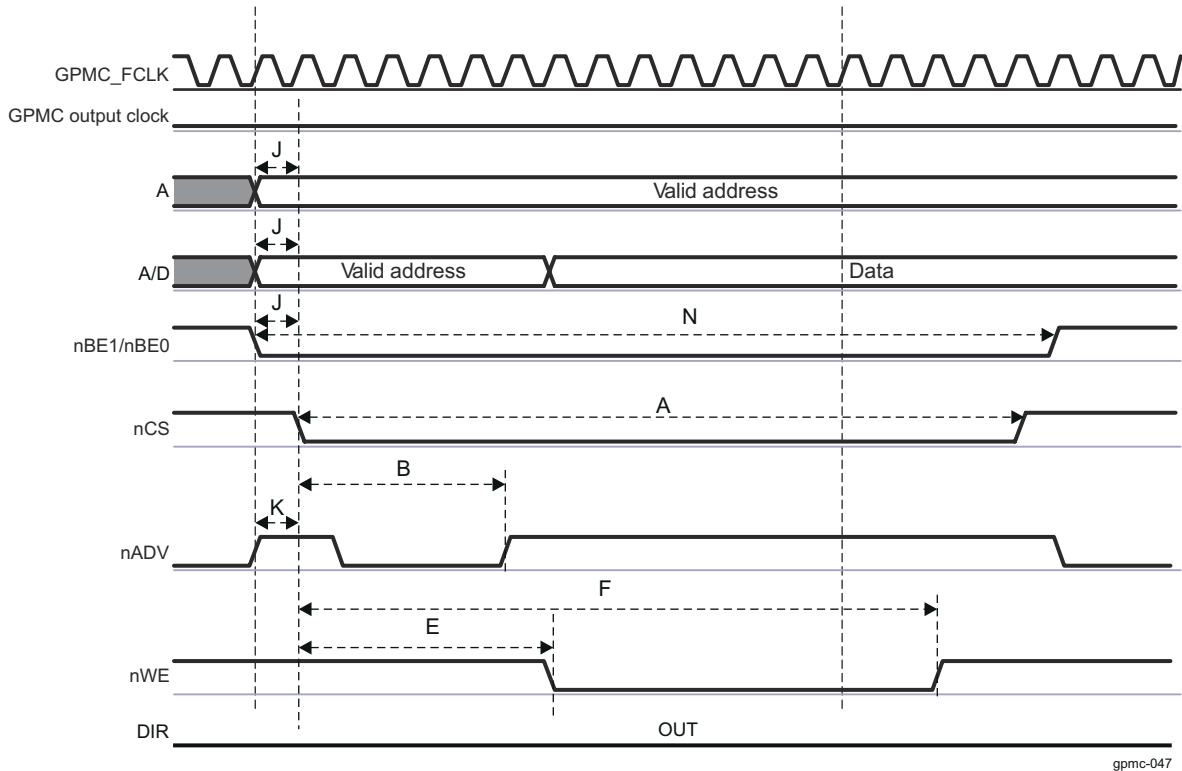 GPMC_FCLK
GPMC output clock
J
A
Valid address
J
A/D
Valid address
Data
J
N
nBE1/nBE0
A
nCS
B
K
nADV
F
E
nWE
DIR
OUT
gpmc-047